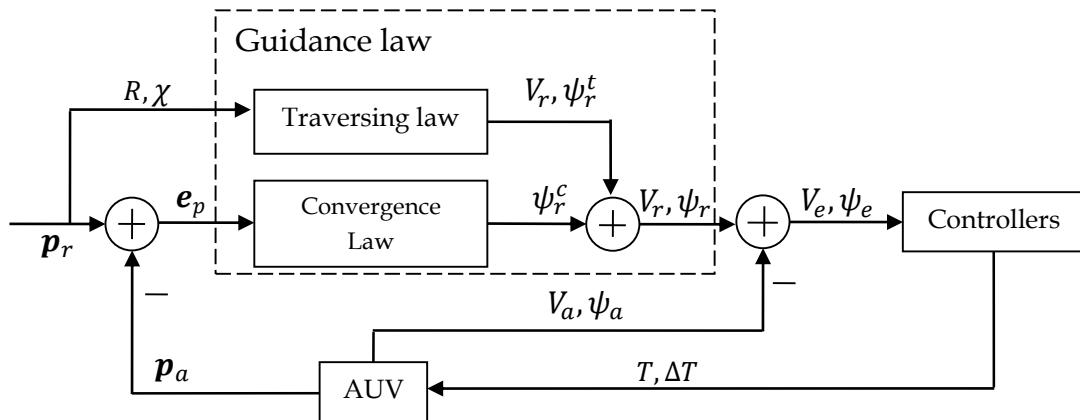 Guidance law
R, χ
Traversing law
V_r, ψ_r^t
p_r
+
e_p
Convergence
Law
ψ_r^c
+
V_r, ψ_r
+
V_e, ψ_e
Controllers
−
−
V_a, ψ_a
p_a
AUV
T, ΔT